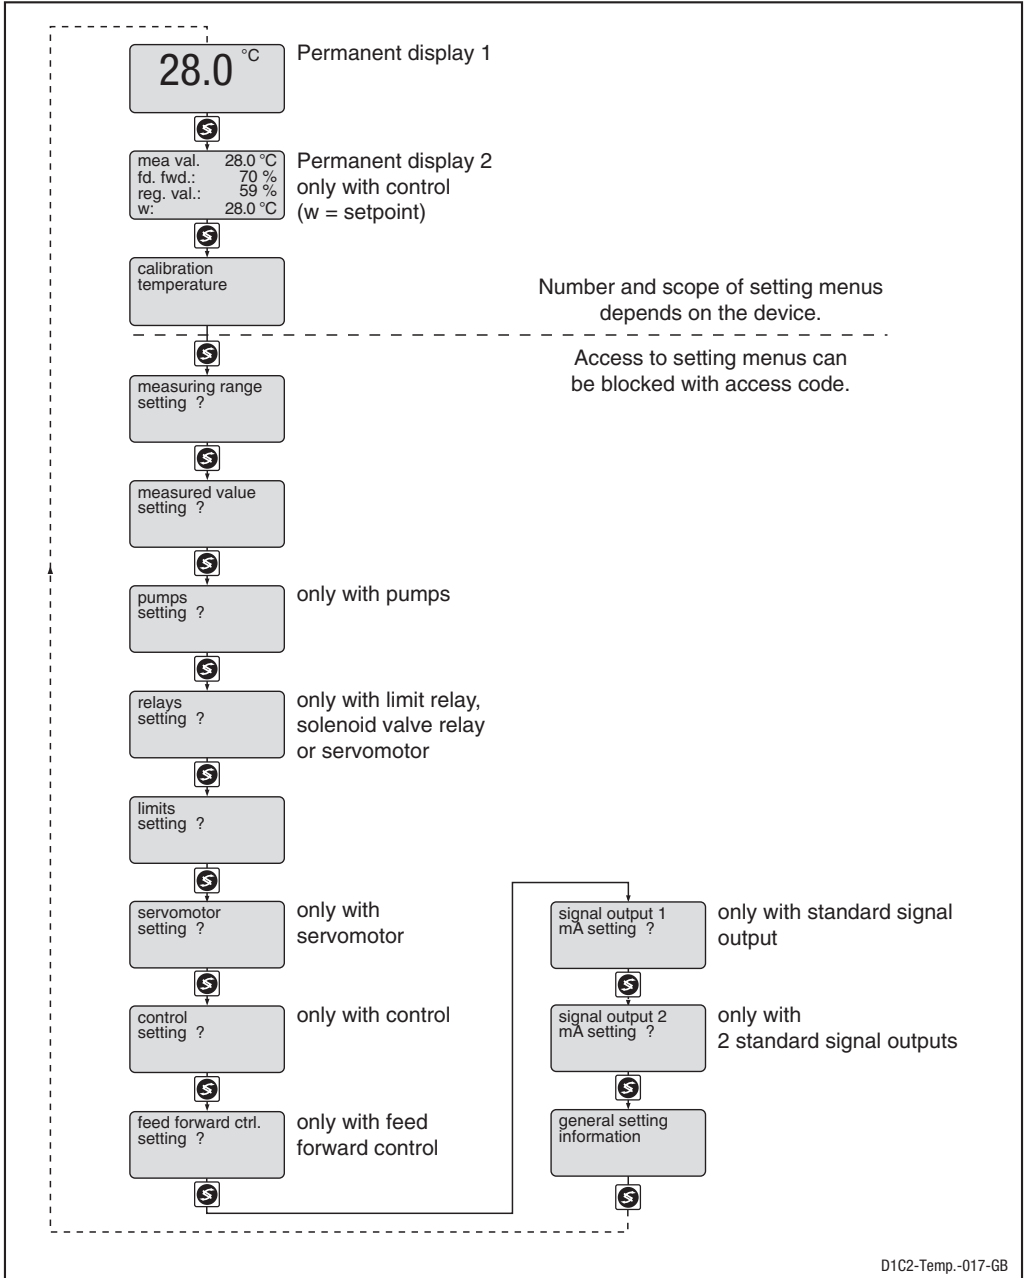 28.0 °C
Permanent display 1
mea val. 28.0 °C
fd. fwd.: 70 %
reg. val.: 59 %
w: 28.0 °C
Permanent display 2
only with control
(w = setpoint)
calibration
temperature
Number and scope of setting menus
depends on the device.
Access to setting menus can
be blocked with access code.
measuring range
setting ?
measured value
setting ?
pumps
setting ?
only with pumps
relays
setting ?
only with limit relay,
solenoid valve relay
or servomotor
limits
setting ?
servomotor
setting ?
only with
servomotor
control
setting ?
only with control
feed forward ctrl.
setting ?
only with feed
forward control
signal output 1
mA setting ?
only with standard signal
output
signal output 2
mA setting ?
only with
2 standard signal outputs
general setting
information
D1C2-Temp.-017-GB